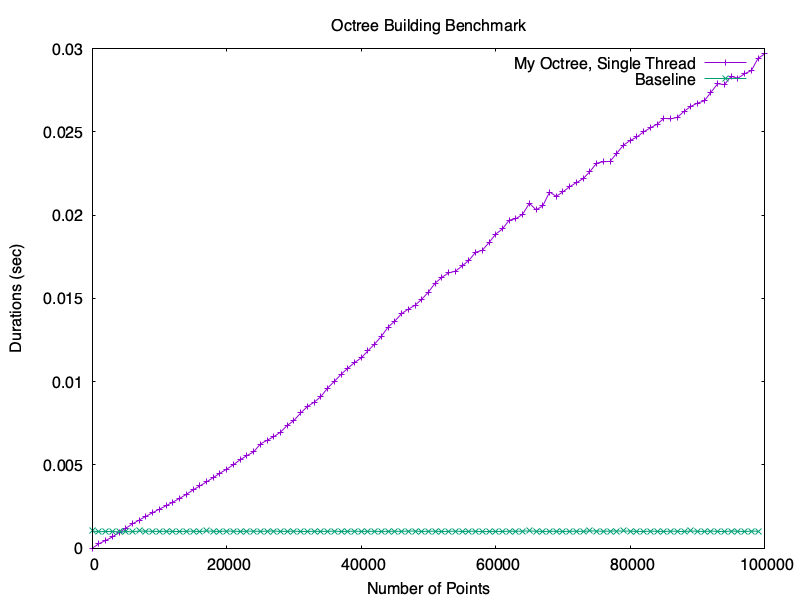 Octree Building Benchmark
My Octree, Single Thread
Baseline
0.03
0.025
0.02
0.015
0.01
0.005
0
Durations (sec)
0 20000 40000 60000 80000 100000
Number of Points